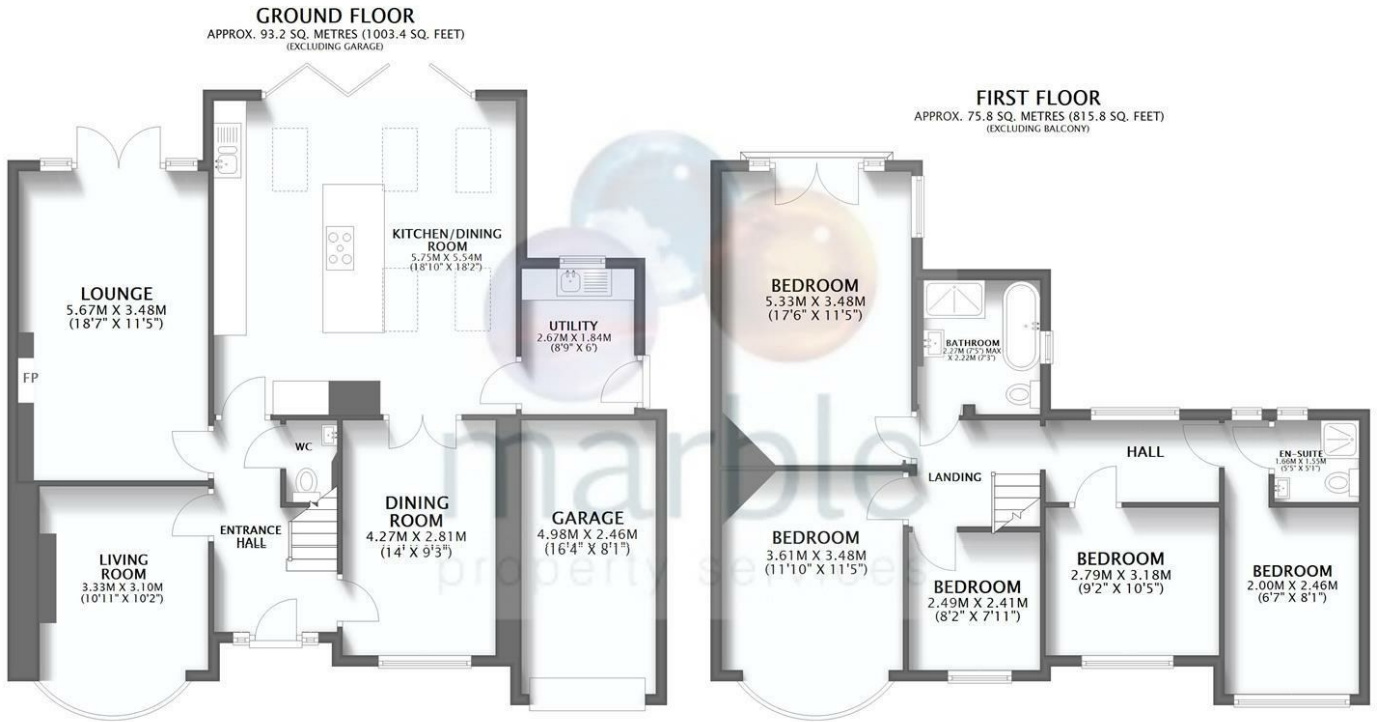 GROUND FLOOR
APPROX. 93.2 SQ. METRES (1003.4 SQ. FEET)
(EXCLUDING GARAGE)
LOUNGE
5.67M X 3.48M
(18'7" X 11'5")
FP
KITCHEN/DINING
ROOM
5.75M X 5.54M
(18'10" X 18'2")
UTILITY
2.67M X 1.84M
(8'9" X 6')
WC
ENTRANCE
HALL
LIVING
ROOM
3.33M X 3.10M
(10'11" X 10'2")
DINING
ROOM
4.27M X 2.81M
(14' X 9'3")
GARAGE
4.98M X 2.46M
(16'4" X 8'1")
FIRST FLOOR
APPROX. 75.8 SQ. METRES (815.8 SQ. FEET)
(EXCLUDING BALCONY)
BEDROOM
5.33M X 3.48M
(17'6" X 11'5")
BATHROOM
2.27M (7'5") MAX
X 2.22M (7'3")
LANDING
HALL
EN-SUITE
1.66M X 1.55M
(5'5" X 5'1")
BEDROOM
3.61M X 3.48M
(11'10" X 11'5")
BEDROOM
2.49M X 2.41M
(8'2" X 7'11")
BEDROOM
2.79M X 3.18M
(9'2" X 10'5")
BEDROOM
2.00M X 2.46M
(6'7" X 8'1")
marble
property services